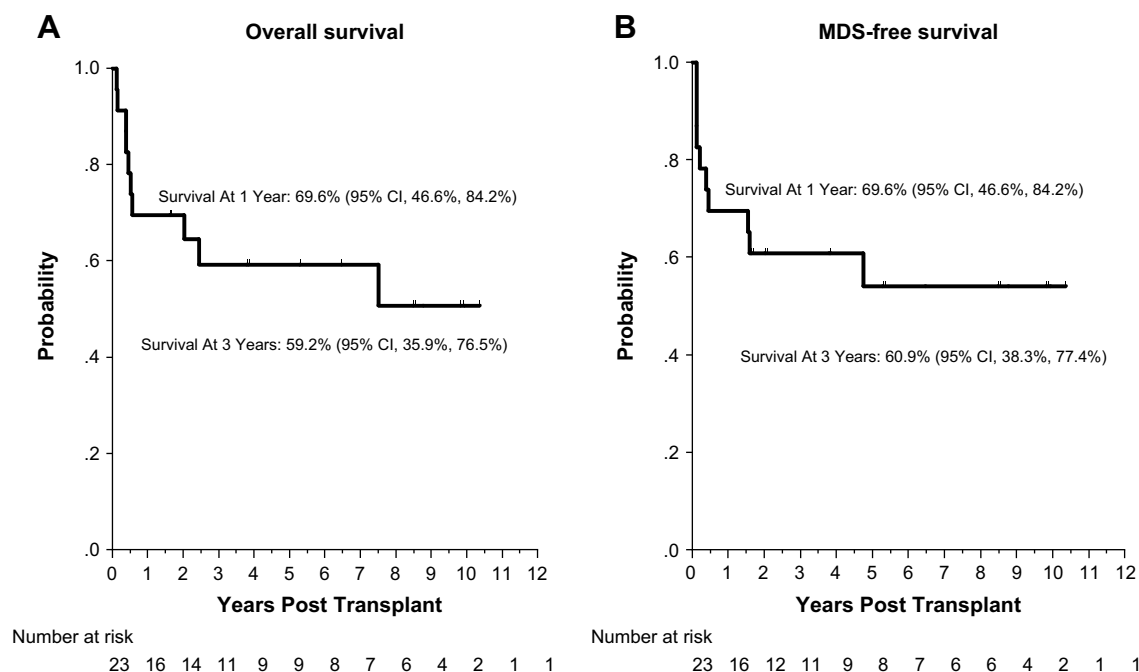 A
Overall survival
1.0
.8
.6
.4
.2
.0
Probability
Survival At 1 Year: 69.6% (95% CI, 46.6%, 84.2%)
Survival At 3 Years: 59.2% (95% CI, 35.9%, 76.5%)
0 1 2 3 4 5 6 7 8 9 10 11 12
Years Post Transplant
Number at risk
23 16 14 11 9 9 8 7 6 4 2 1 1
B
MDS-free survival
1.0
.8
.6
.4
.2
.0
Probability
Survival At 1 Year: 69.6% (95% CI, 46.6%, 84.2%)
Survival At 3 Years: 60.9% (95% CI, 38.3%, 77.4%)
0 1 2 3 4 5 6 7 8 9 10 11 12
Years Post Transplant
Number at risk
23 16 12 11 9 8 7 6 6 4 2 1 1